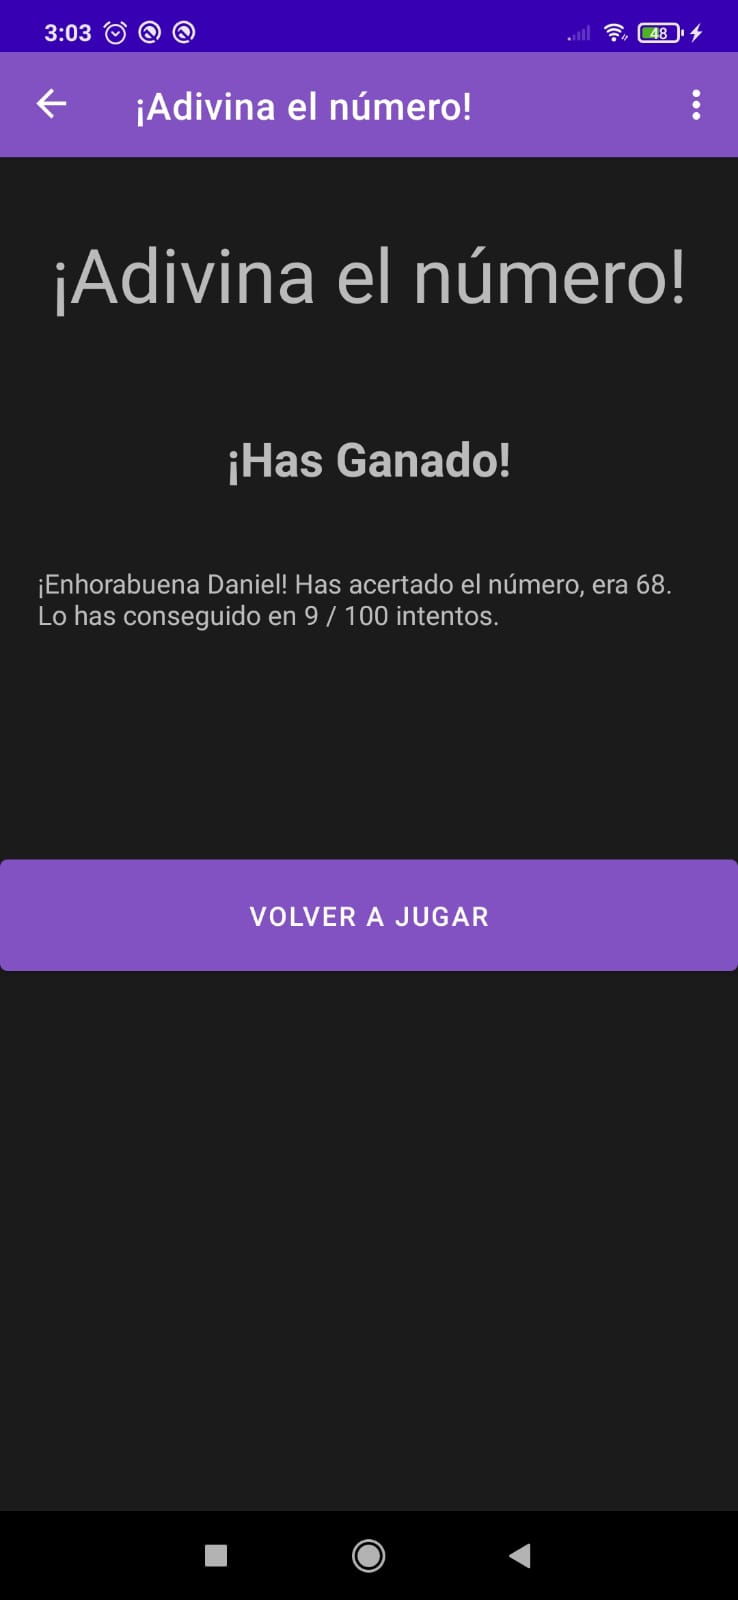 3:03
48
¡Adivina el número!
¡Adivina el número!
¡Has Ganado!
¡Enhorabuena Daniel! Has acertado el número, era 68.
Lo has conseguido en 9 / 100 intentos.
VOLVER A JUGAR